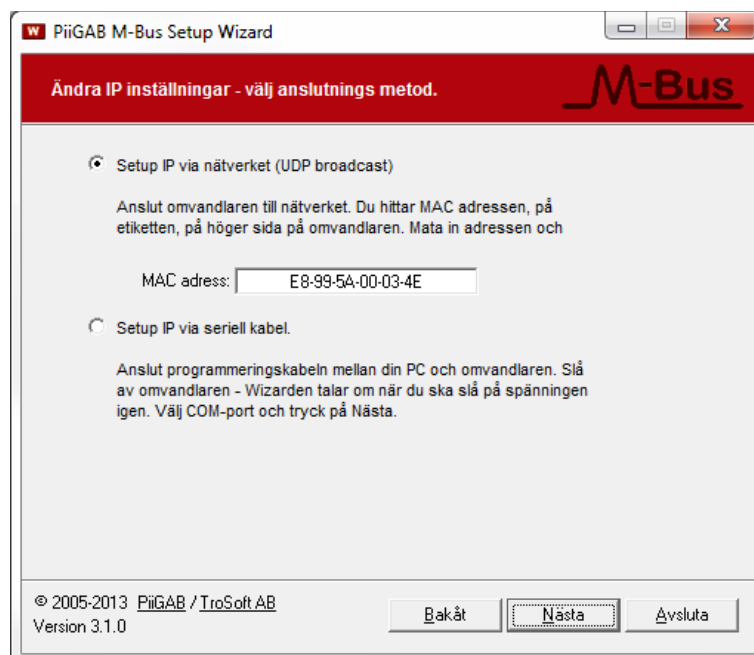 PiiGAB M-Bus Setup Wizard
Ändra IP inställningar - välj anslutnings metod.
M-Bus
Setup IP via nätverket (UDP broadcast)
Anslut omvandlaren till nätverket. Du hittar MAC adressen, på
etiketten, på höger sida på omvandlaren. Mata in adressen och
MAC adress: E8-99-5A-00-03-4E
Setup IP via seriell kabel.
Anslut programmeringskabeln mellan din PC och omvandlaren. Slå
av omvandlaren - Wizarden talar om när du ska slå på spänningen
igen. Välj COM-port och tryck på Nästa.
© 2005-2013 PiiGAB / TroSoft AB
Version 3.1.0
Bakåt Nästa Avsluta